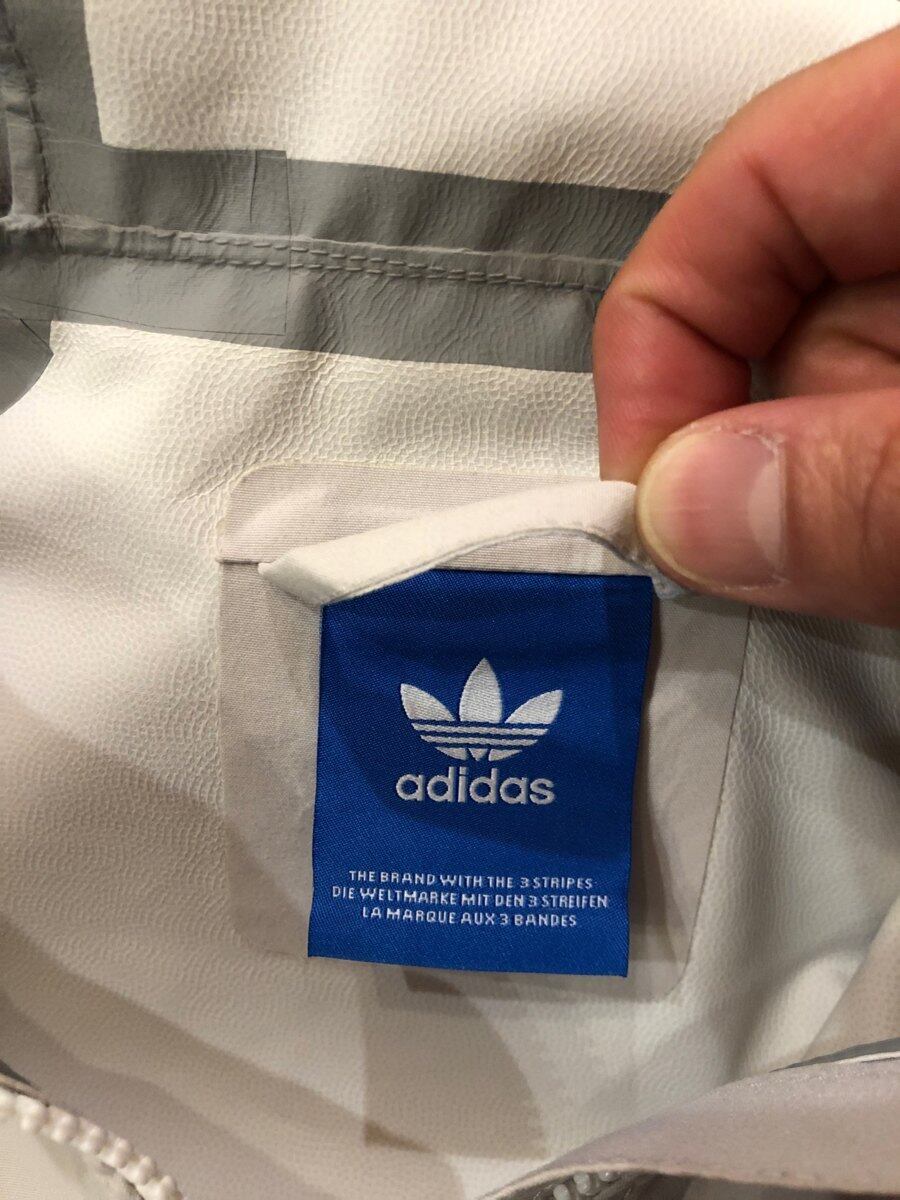 adidas
THE BRAND WITH THE 3 STRIPES
DIE WELTMARKE MIT DEN 3 STREIFEN
LA MARQUE AUX 3 BANDES